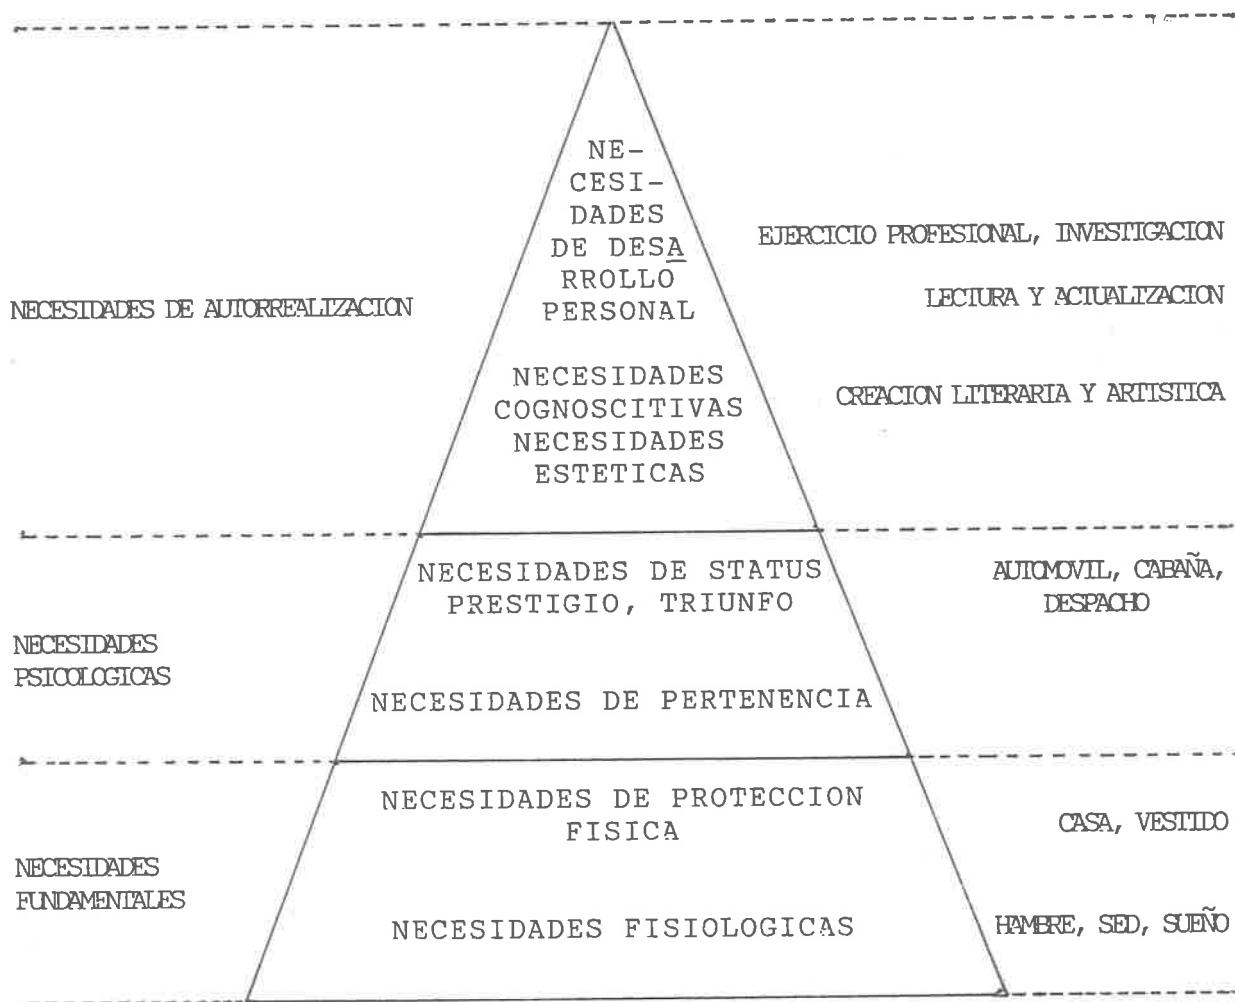 NE-
CESI-
DADES
DE DESA
RROLLO
PERSONAL
EJERCICIO PROFESIONAL, INVESTIGACION
NECESIDADES DE AUTORREALIZACION
LECTURA Y ACTUALIZACION
NECESIDADES
COGNOSCITIVAS
NECESIDADES
ESTETICAS
CREACION LITERARIA Y ARTISTICA
NECESIDADES DE STATUS
PRESTIGIO, TRIUNFO
AUTOMOVIL, CABAÑA,
DESPACHO
NECESIDADES
PSICOLOGICAS
NECESIDADES DE PERTENENCIA
NECESIDADES DE PROTECCION
FISICA
CASA, VESTIDO
NECESIDADES
FUNDAMENTALES
NECESIDADES FISIOLOGICAS
HAMBRE, SED, SUEÑO